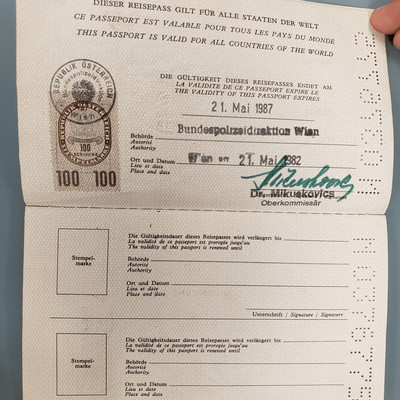 DIESER REISEPASS GILT FÜR ALLE STAATEN DER WELT
CE PASSEPORT EST VALABLE POUR TOUS LES PAYS DU MONDE
THIS PASSPORT IS VALID FOR ALL COUNTRIES OF THE WORLD
REPUBLIK ÖSTERREICH
Bundespolizeidirektion
Wien
100
SCHILLING
100 100
DIE GÜLTIGKEIT DIESES REISEPASSES ENDET AM
LA VALIDITÉ DE CE PASSEPORT EXPIRE LE
THE VALIDITY OF THIS PASSPORT EXPIRES
21. Mai 1987
Bundespolizeidirektion Wien
Behörde
Autorité
Authority
Ort und Datum Wien am 21. Mai 1982
Lieu et date
Place and date
Dr. Mikuskovics
Oberkommissär
Stempel-
marke
Die Gültigkeitsdauer dieses Reisepasses wird verlängert bis
La validité de ce passeport est prorogée jusqu'au
The validity of this passport is renewed until
Behörde
Autorité
Authority
Ort und Datum
Lieu et date
Place and date
Unterschrift / Signature / Signature
Stempel-
marke
Die Gültigkeitsdauer dieses Reisepasses wird verlängert bis
La validité de ce passeport est prorogée jusqu'au
The validity of this passport is renewed until
Behörde
Autorité
Authority
Ort und Datum
Lieu et date